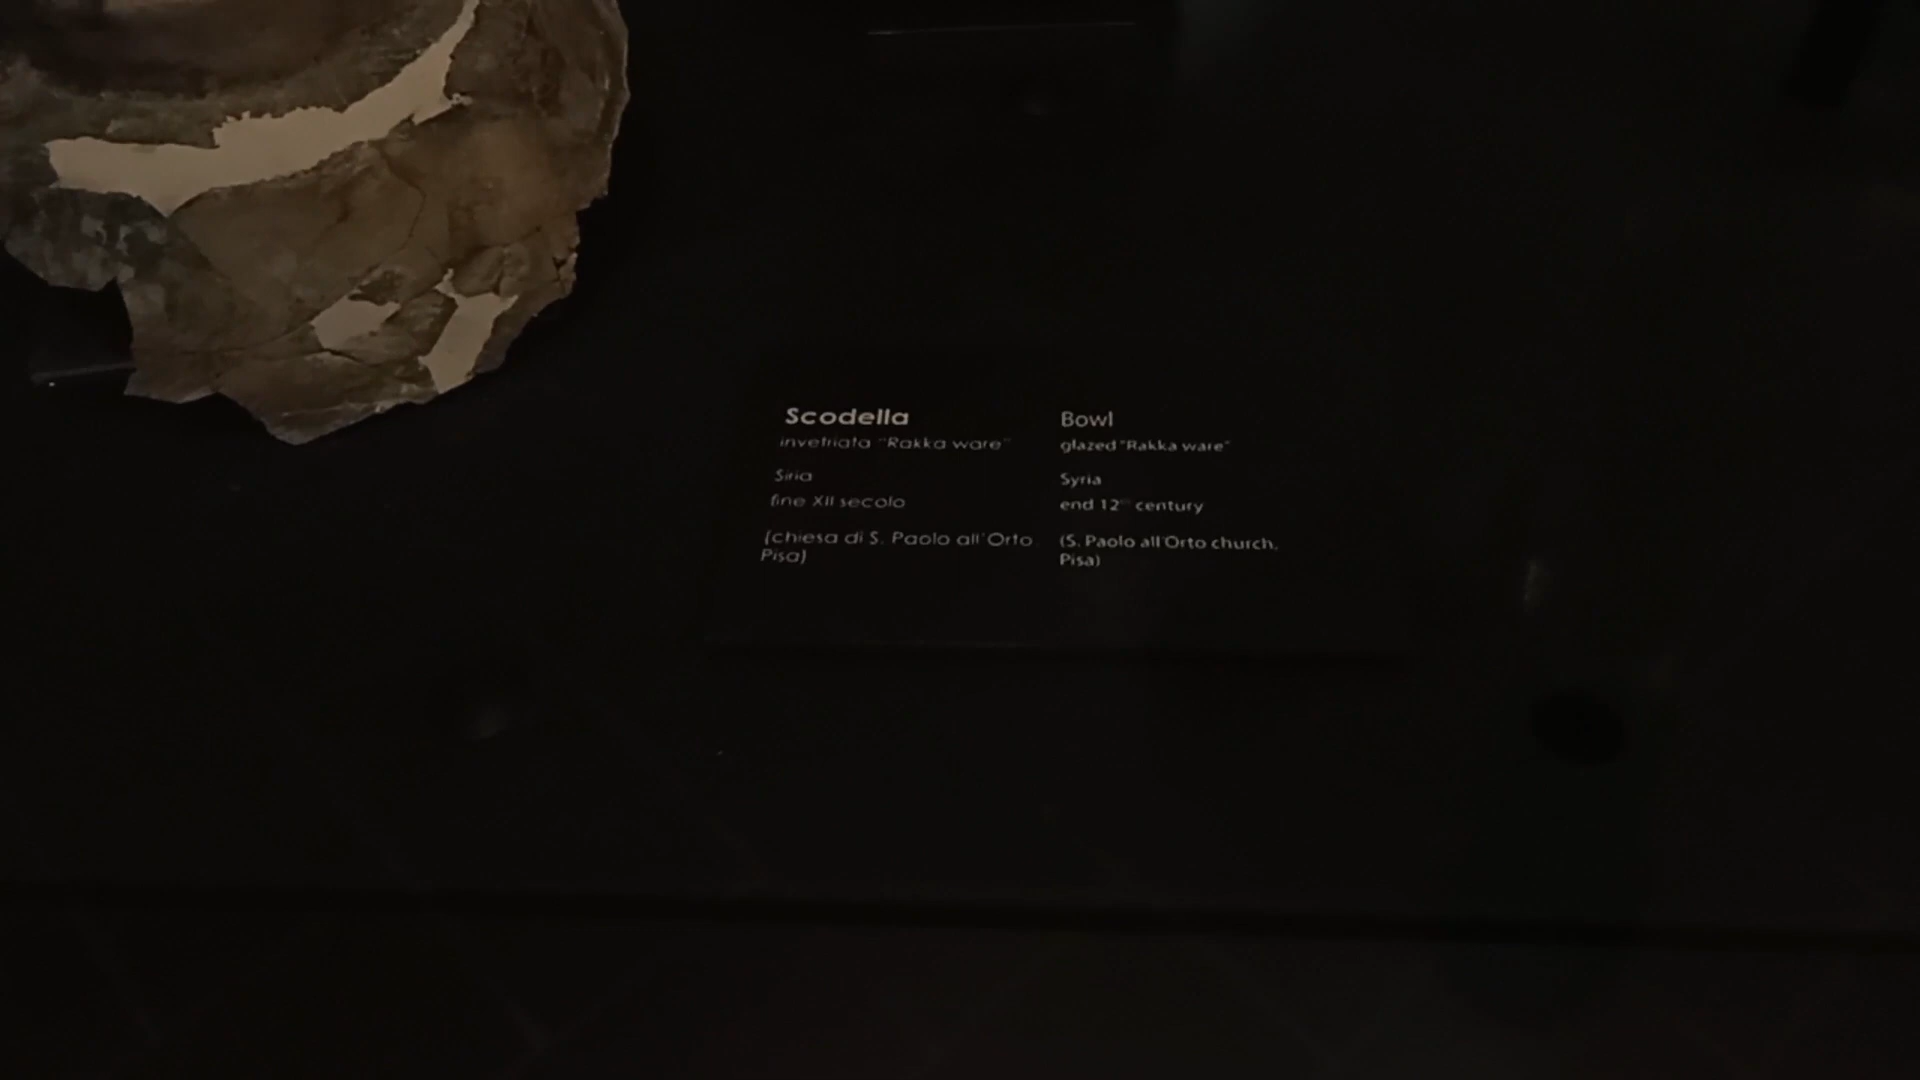 Scodella
invetriata "Rakka ware"
Siria
fine XII secolo
(chiesa di S. Paolo all'Orto
Pisa)
Bowl
glazed "Rakka ware"
Syria
end 12th century
(S. Paolo all'Orto church,
Pisa)